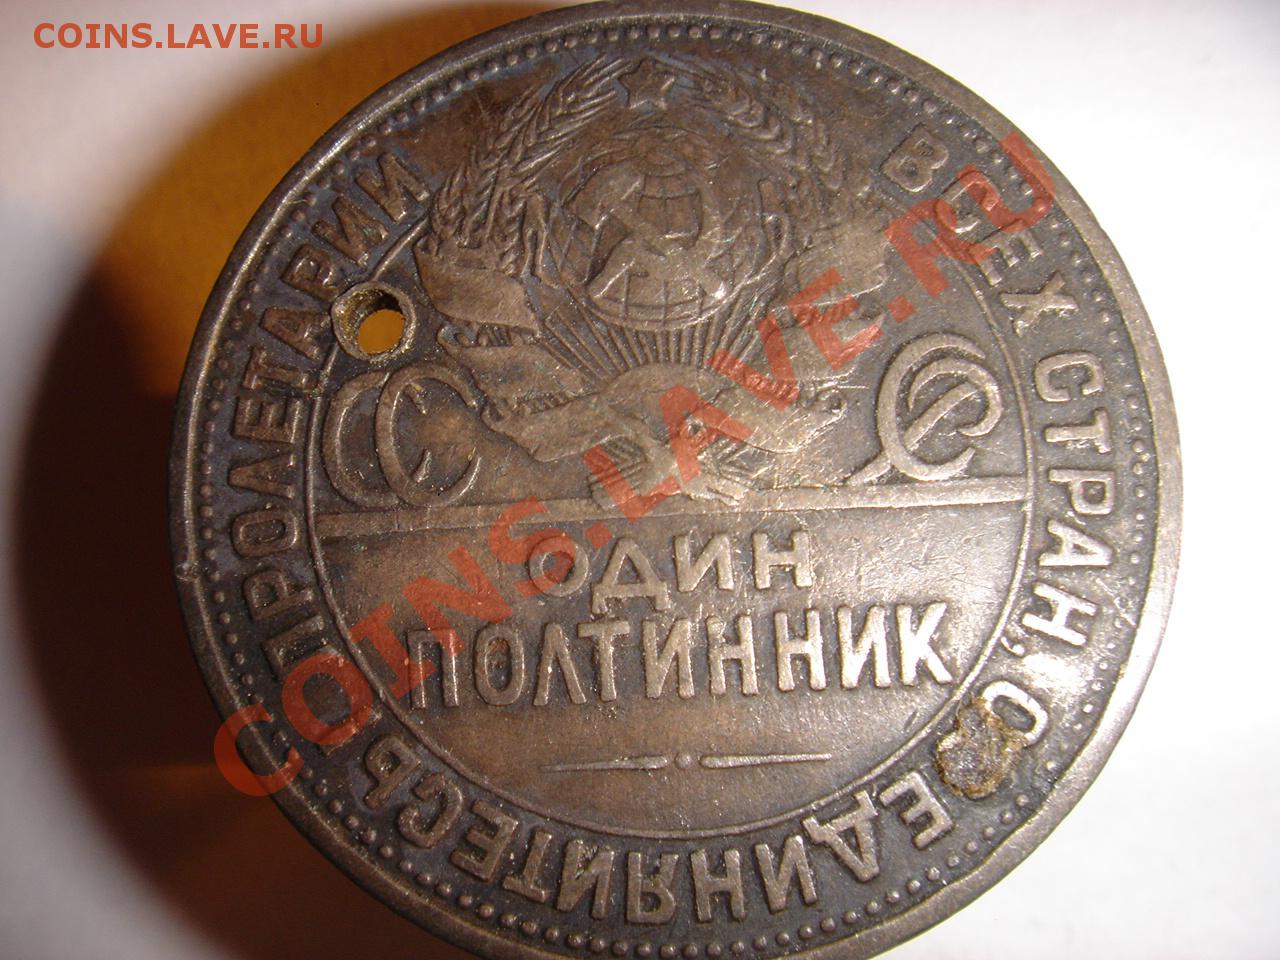 COINS.LAVE.RU
ПРОЛЕТАРИИ ВСЕХ СТРАН, СОЕДИНЯЙТЕСЬ!
СССР
ОДИН
ПОЛТИННИК
COINS.LAVE.RU